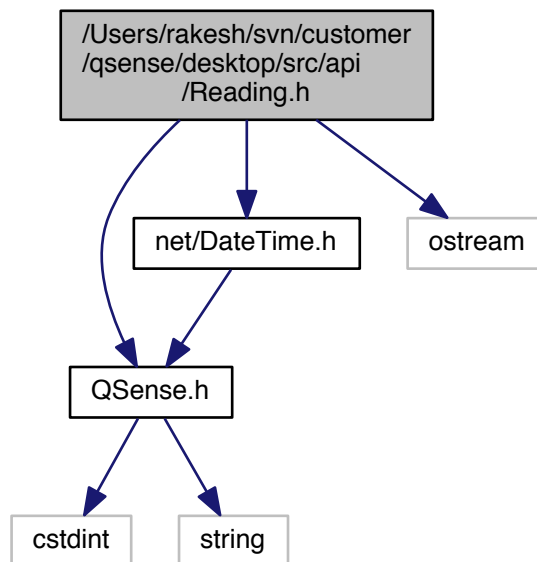 /Users/rakesh/svn/customer
/qsense/desktop/src/api
/Reading.h
net/DateTime.h
ostream
QSense.h
cstdint
string